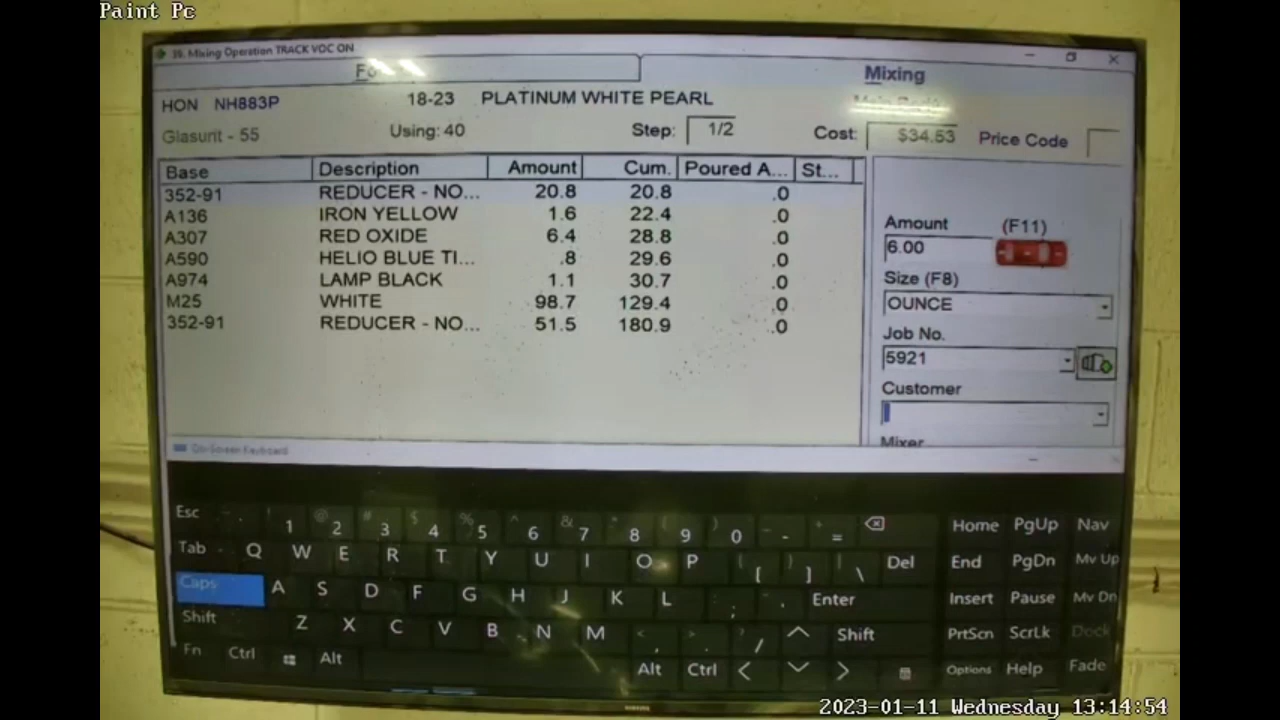 Paint Pc
Mixing Operation TRACK VOC ON
Mixing
HON NH883P 18-23 PLATINUM WHITE PEARL
Glasurit - 55 Using: 40 Step: 1/2 Cost: $34.53 Price Code
Base Description Amount Cum. Poured A... St...
352-91 REDUCER - NO... 20.8 20.8 .0
A136 IRON YELLOW 1.6 22.4 .0
A307 RED OXIDE 6.4 28.8 .0
A590 HELIO BLUE TI... .8 29.6 .0
A974 LAMP BLACK 1.1 30.7 .0
M25 WHITE 98.7 129.4 .0
352-91 REDUCER - NO... 51.5 180.9 .0
Amount (F11)
6.00
Size (F8)
OUNCE
Job No.
5921
Customer
Mixer
On-Screen Keyboard
Esc 1 2 3 4 5 6 7 8 9 0 - = Home PgUp Nav
Tab Q W E R T Y U I O P [ ] \ Del End PgDn Mv Up
Caps A S D F G H J K L ; ' Enter Insert Pause Mv Dn
Shift Z X C V B N M , . / Shift PrtScn ScrLk Dock
Fn Ctrl Alt Alt Ctrl Options Help Fade
2023-01-11 Wednesday 13:14:54